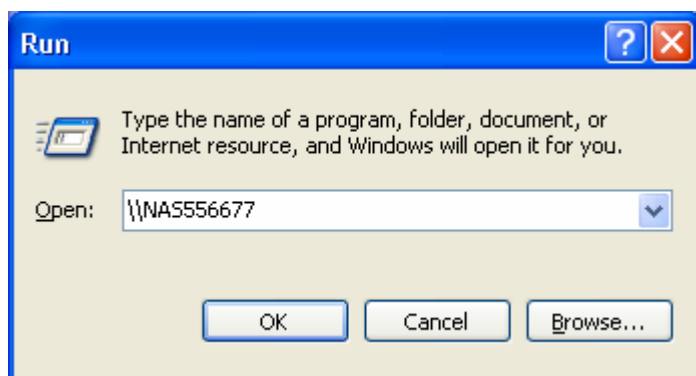 Run
Type the name of a program, folder, document, or
Internet resource, and Windows will open it for you.
Open: \\NAS556677
OK Cancel Browse...